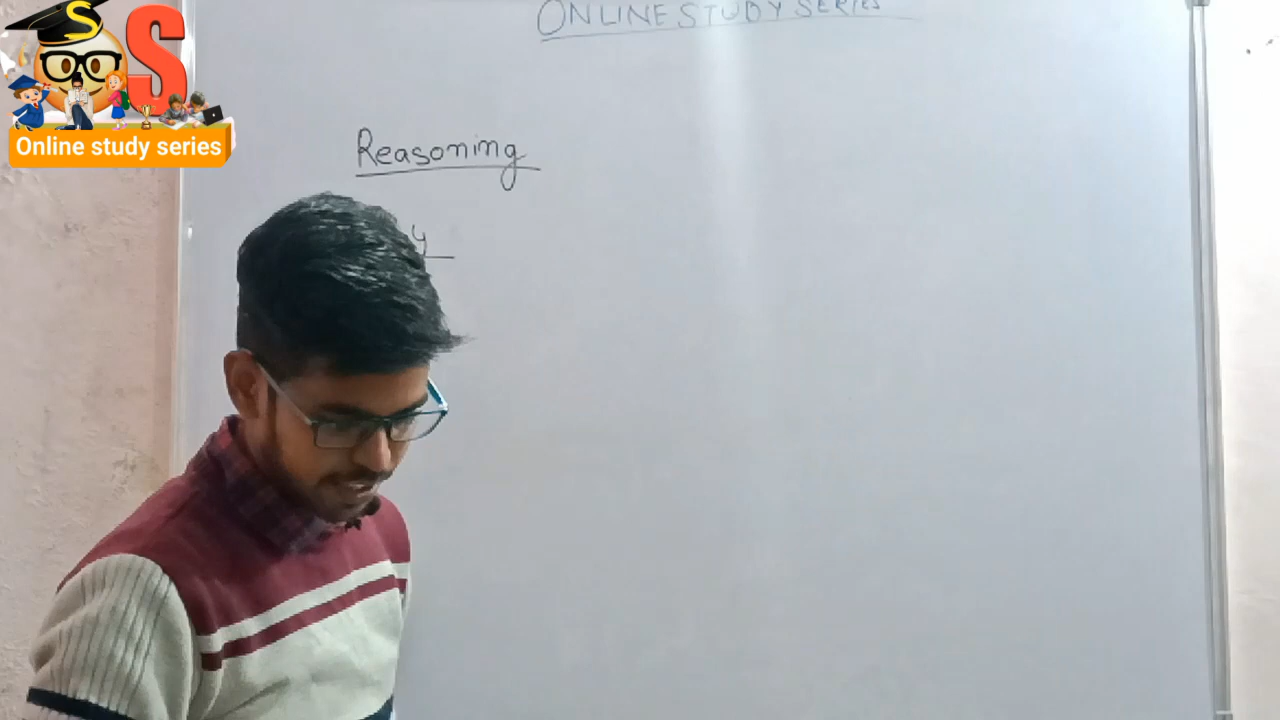 ONLINE STUDY SERIES
S
S
Online study series
Reasoning
y